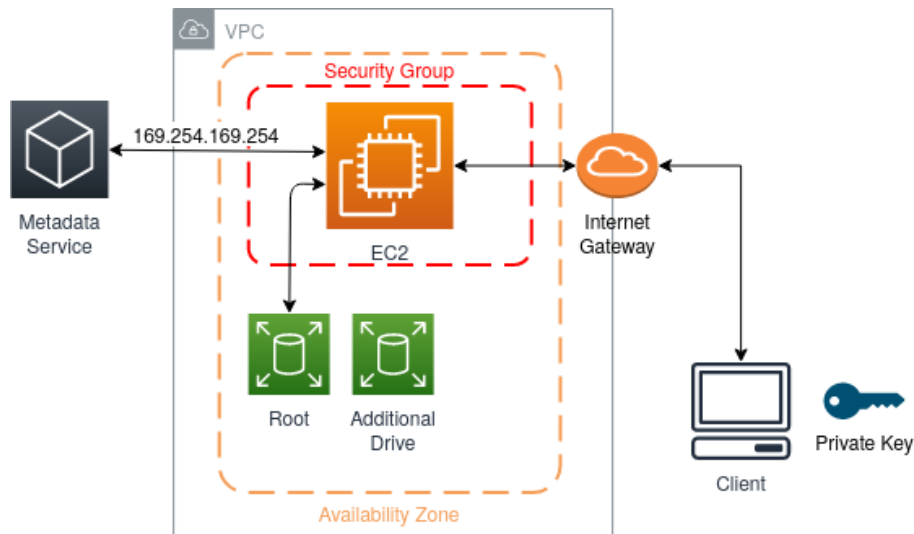 VPC
Security Group
169.254.169.254
Metadata
Service
EC2
Internet
Gateway
Root
Additional
Drive
Private Key
Client
Availability Zone